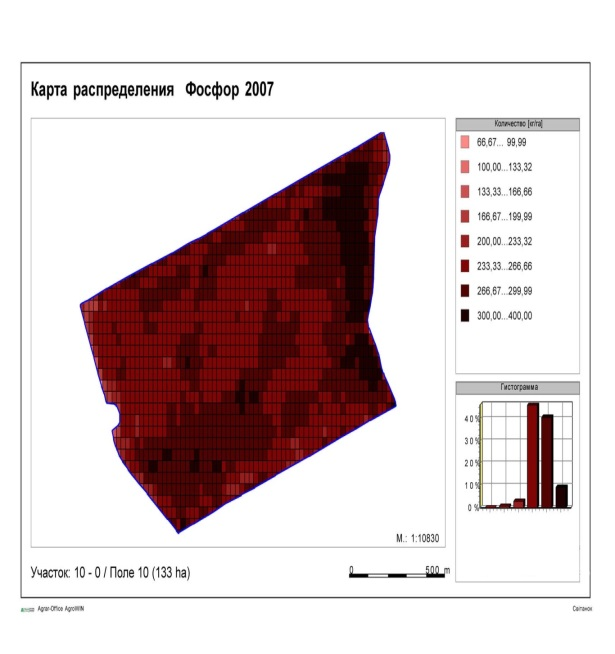 Карта распределения Фосфор 2007
Количество [кг/га]
66,67... 99,99
100,00...133,32
133,33...166,66
166,67...199,99
200,00...233,32
233,33...266,66
266,67...299,99
300,00...400,00
Гистограмма
40%
30%
20%
10%
0%
М.: 1:10830
Участок: 10 - 0 / Поле 10 (133 ha)
0 500 m
Agrar-Office AgroWIN
Світанок